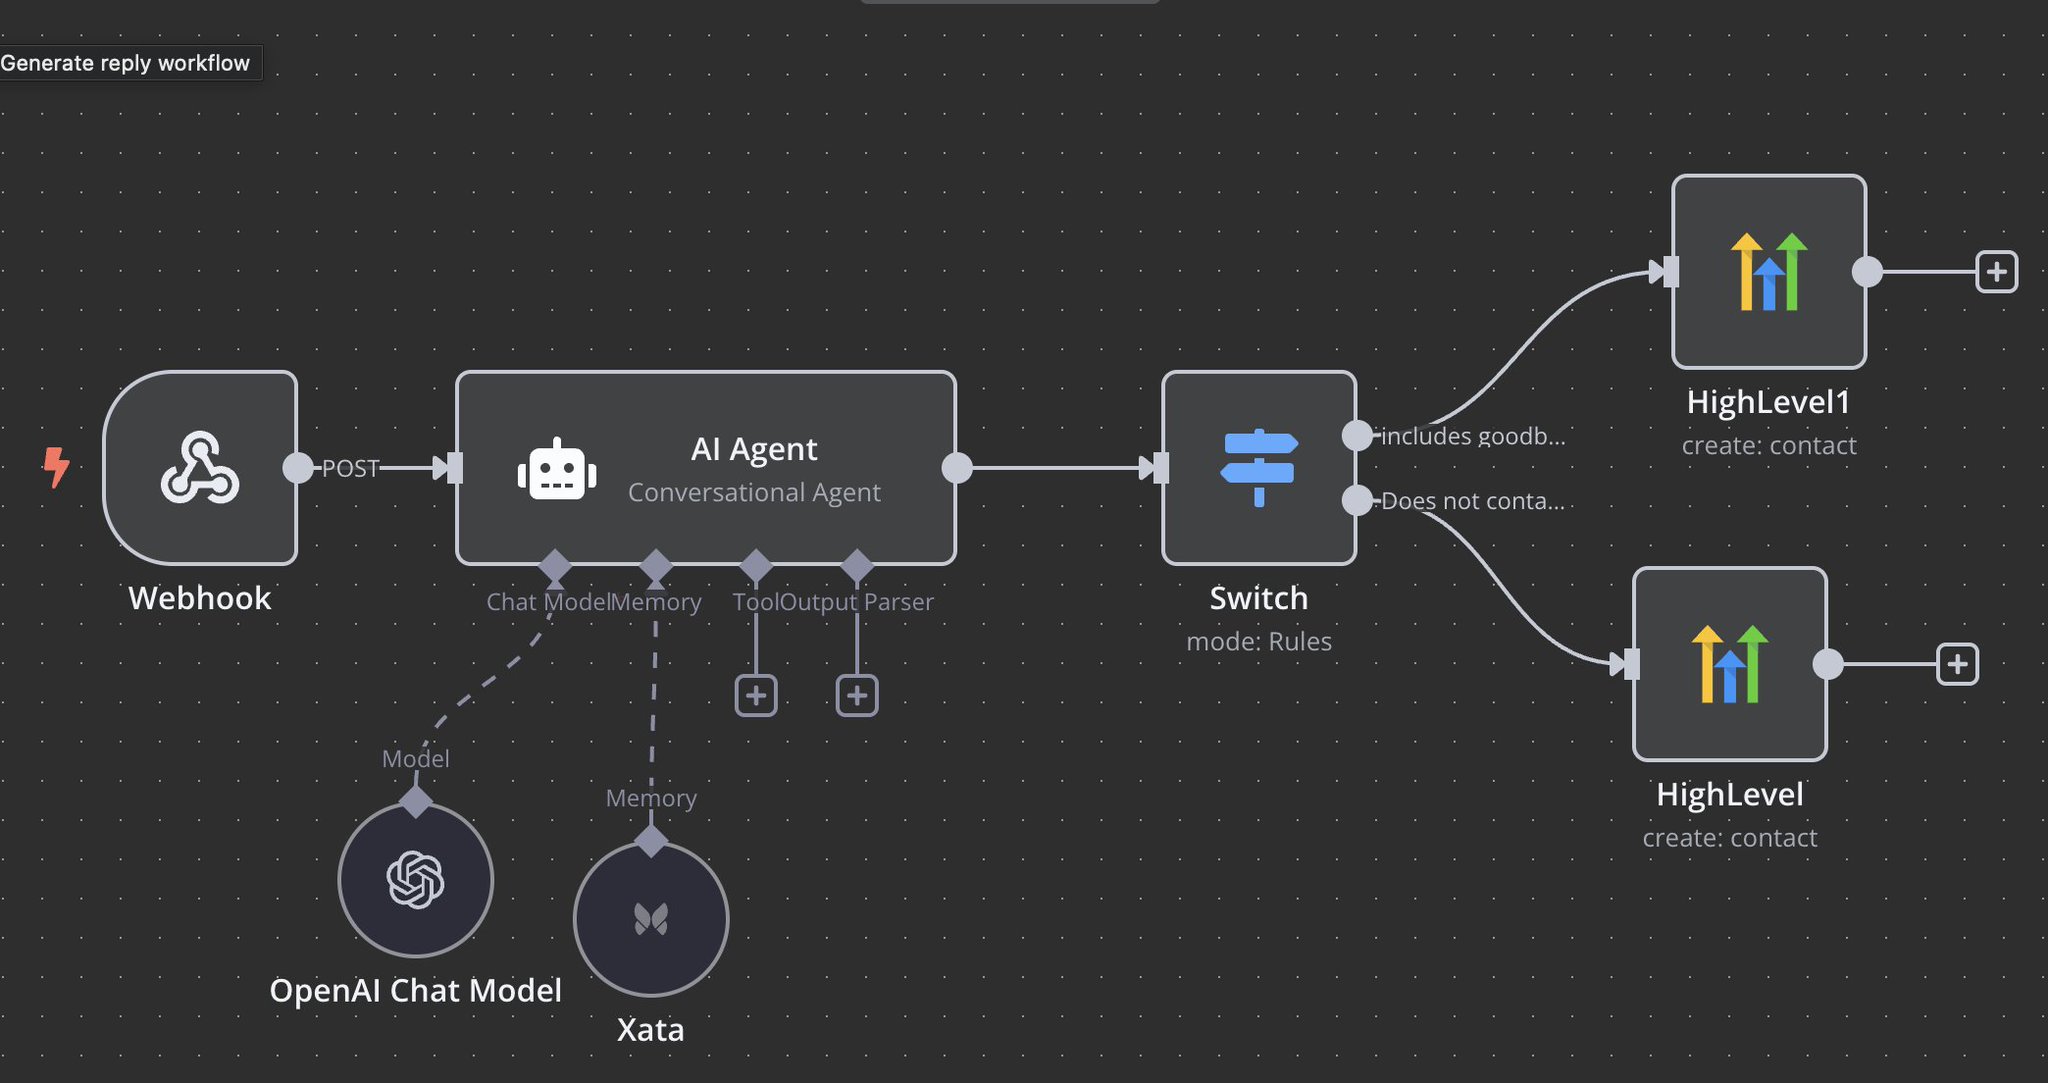 Generate reply workflow
POST
AI Agent
Conversational Agent
Webhook
Chat Model
Memory
Tool
Output Parser
Model
Memory
OpenAI Chat Model
Xata
includes goodb...
Does not conta...
Switch
mode: Rules
HighLevel1
create: contact
HighLevel
create: contact